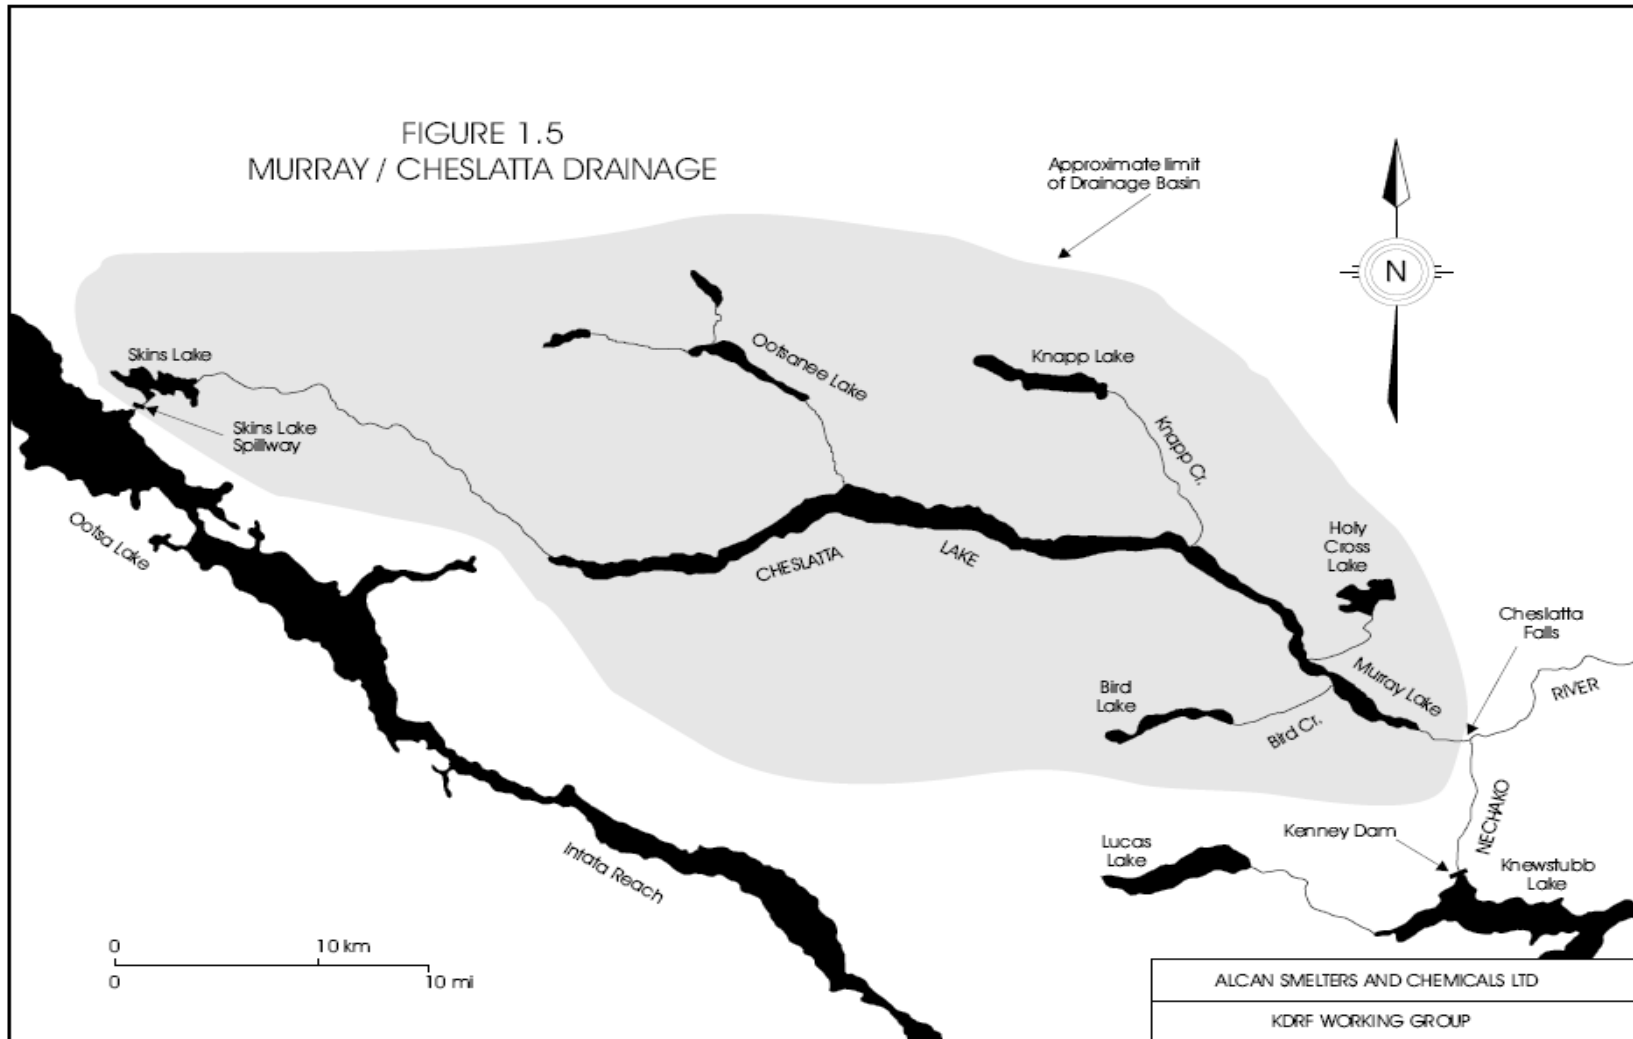 FIGURE 1.5
MURRAY / CHESLATTA DRAINAGE
Approximate limit
of Drainage Basin
N
Skins Lake
Skins Lake
Spillway
Ootsanee Lake
Knapp Lake
Knapp Cr.
Ootsa Lake
CHESLATTA
LAKE
Holy
Cross
Lake
Cheslatta
Falls
Murray Lake
RIVER
Bird
Lake
Bird Cr.
NECHAKO
Kenney Dam
Lucas
Lake
Knewstubb
Lake
Intata Reach
0 10 km
0 10 mi
ALCAN SMELTERS AND CHEMICALS LTD
KDRF WORKING GROUP